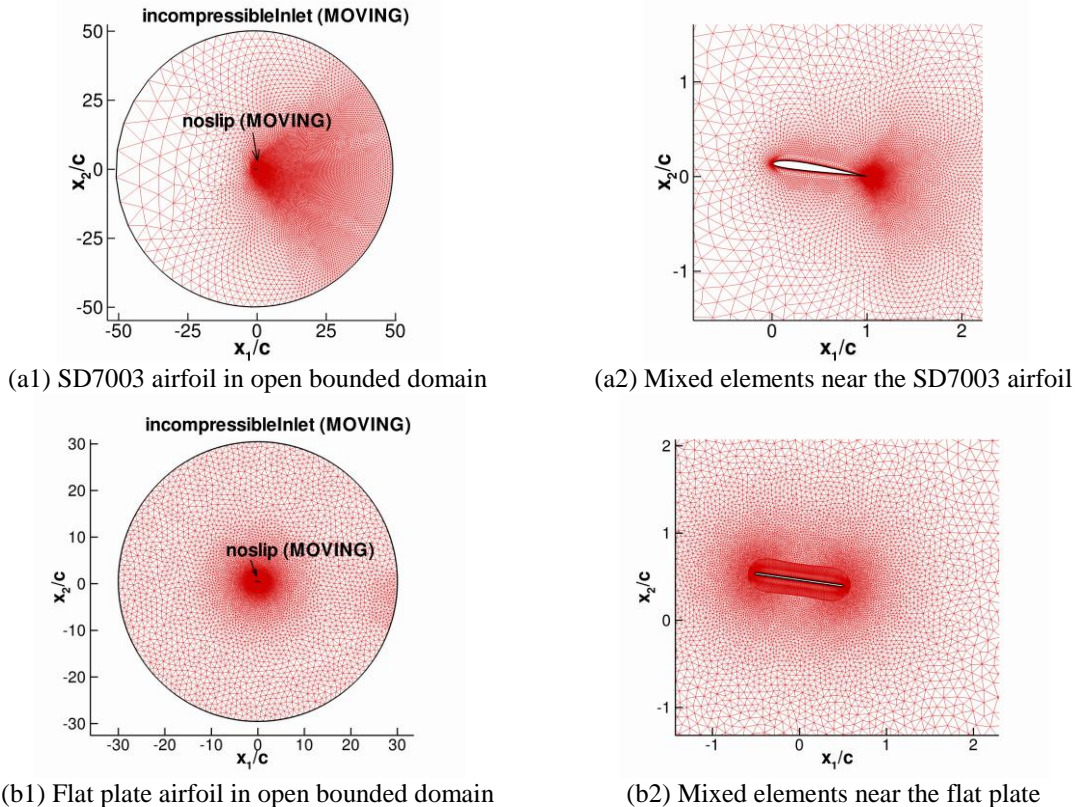 incompressibleInlet (MOVING)
50
25
0
-25
-50
x2/c
noslip (MOVING)
-50 -25 0 25 50
x1/c
1
0
-1
x2/c
0 1 2
x1/c
(a1) SD7003 airfoil in open bounded domain
(a2) Mixed elements near the SD7003 airfoil
incompressibleInlet (MOVING)
30
20
10
0
-10
-20
-30
x2/c
noslip (MOVING)
-30 -20 -10 0 10 20 30
x1/c
2
1
0
-1
x2/c
-1 0 1 2
x1/c
(b1) Flat plate airfoil in open bounded domain
(b2) Mixed elements near the flat plate